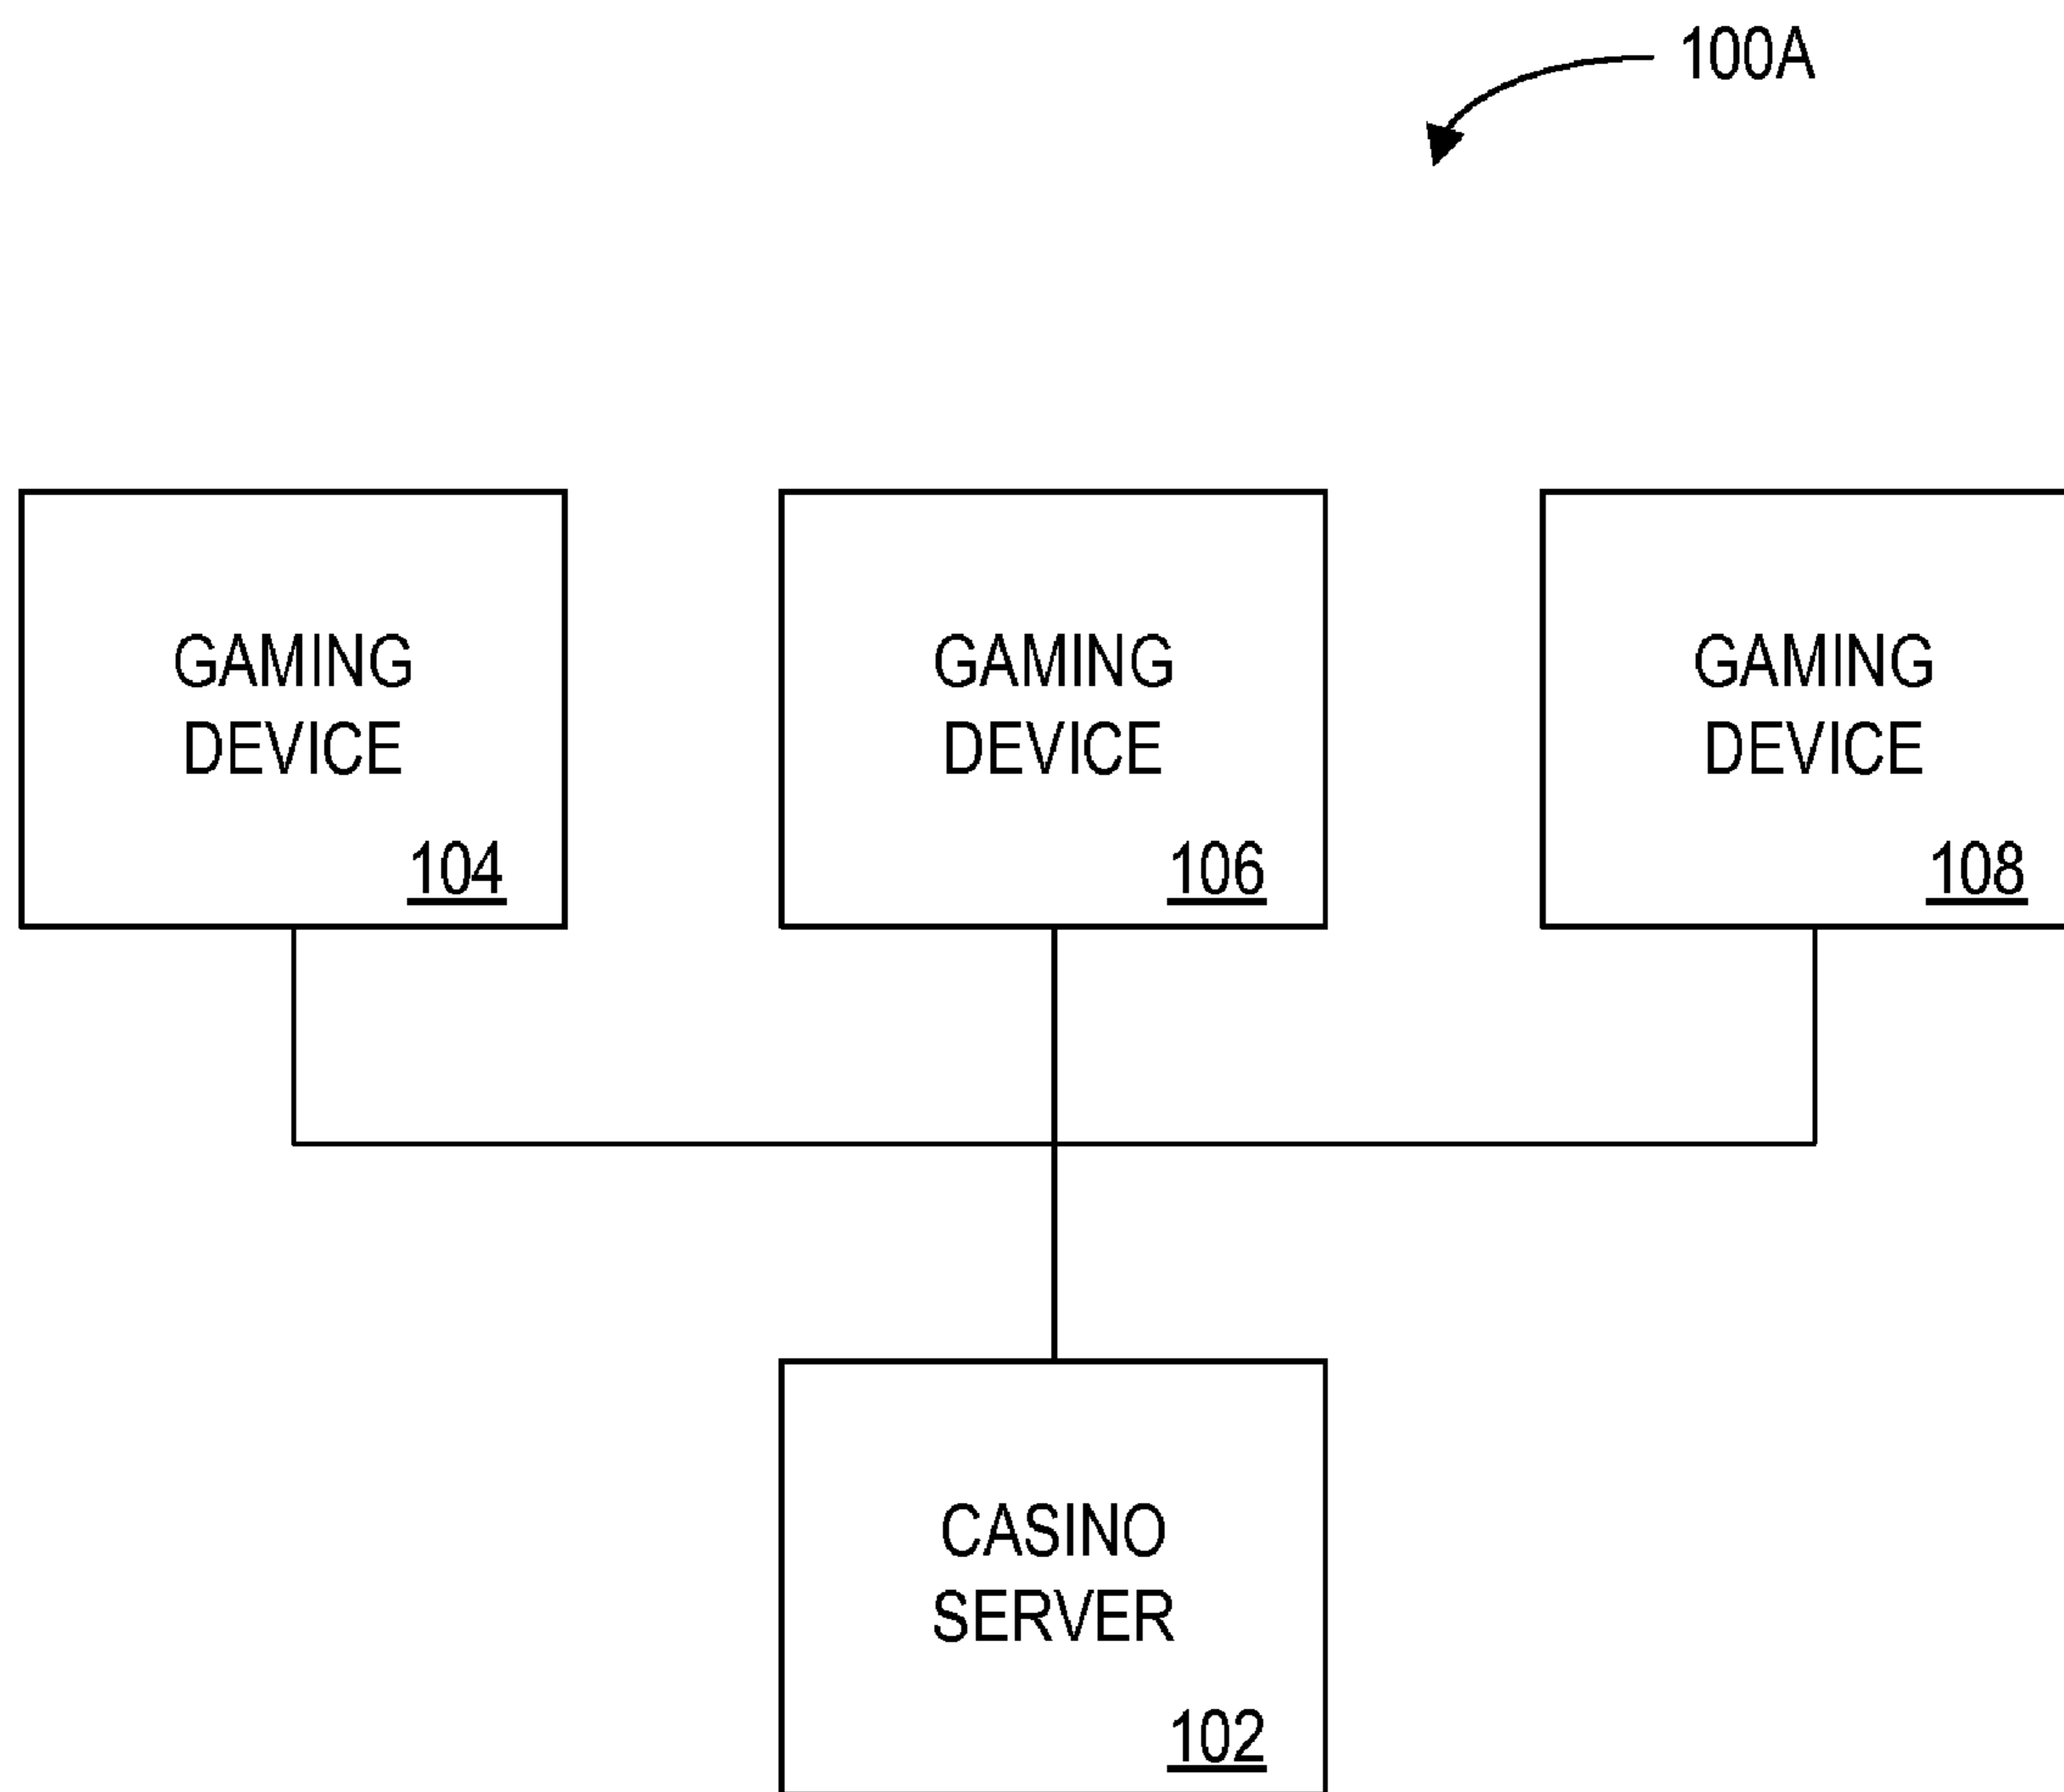 100A
GAMING
DEVICE
104
GAMING
DEVICE
106
GAMING
DEVICE
108
CASINO
SERVER
102